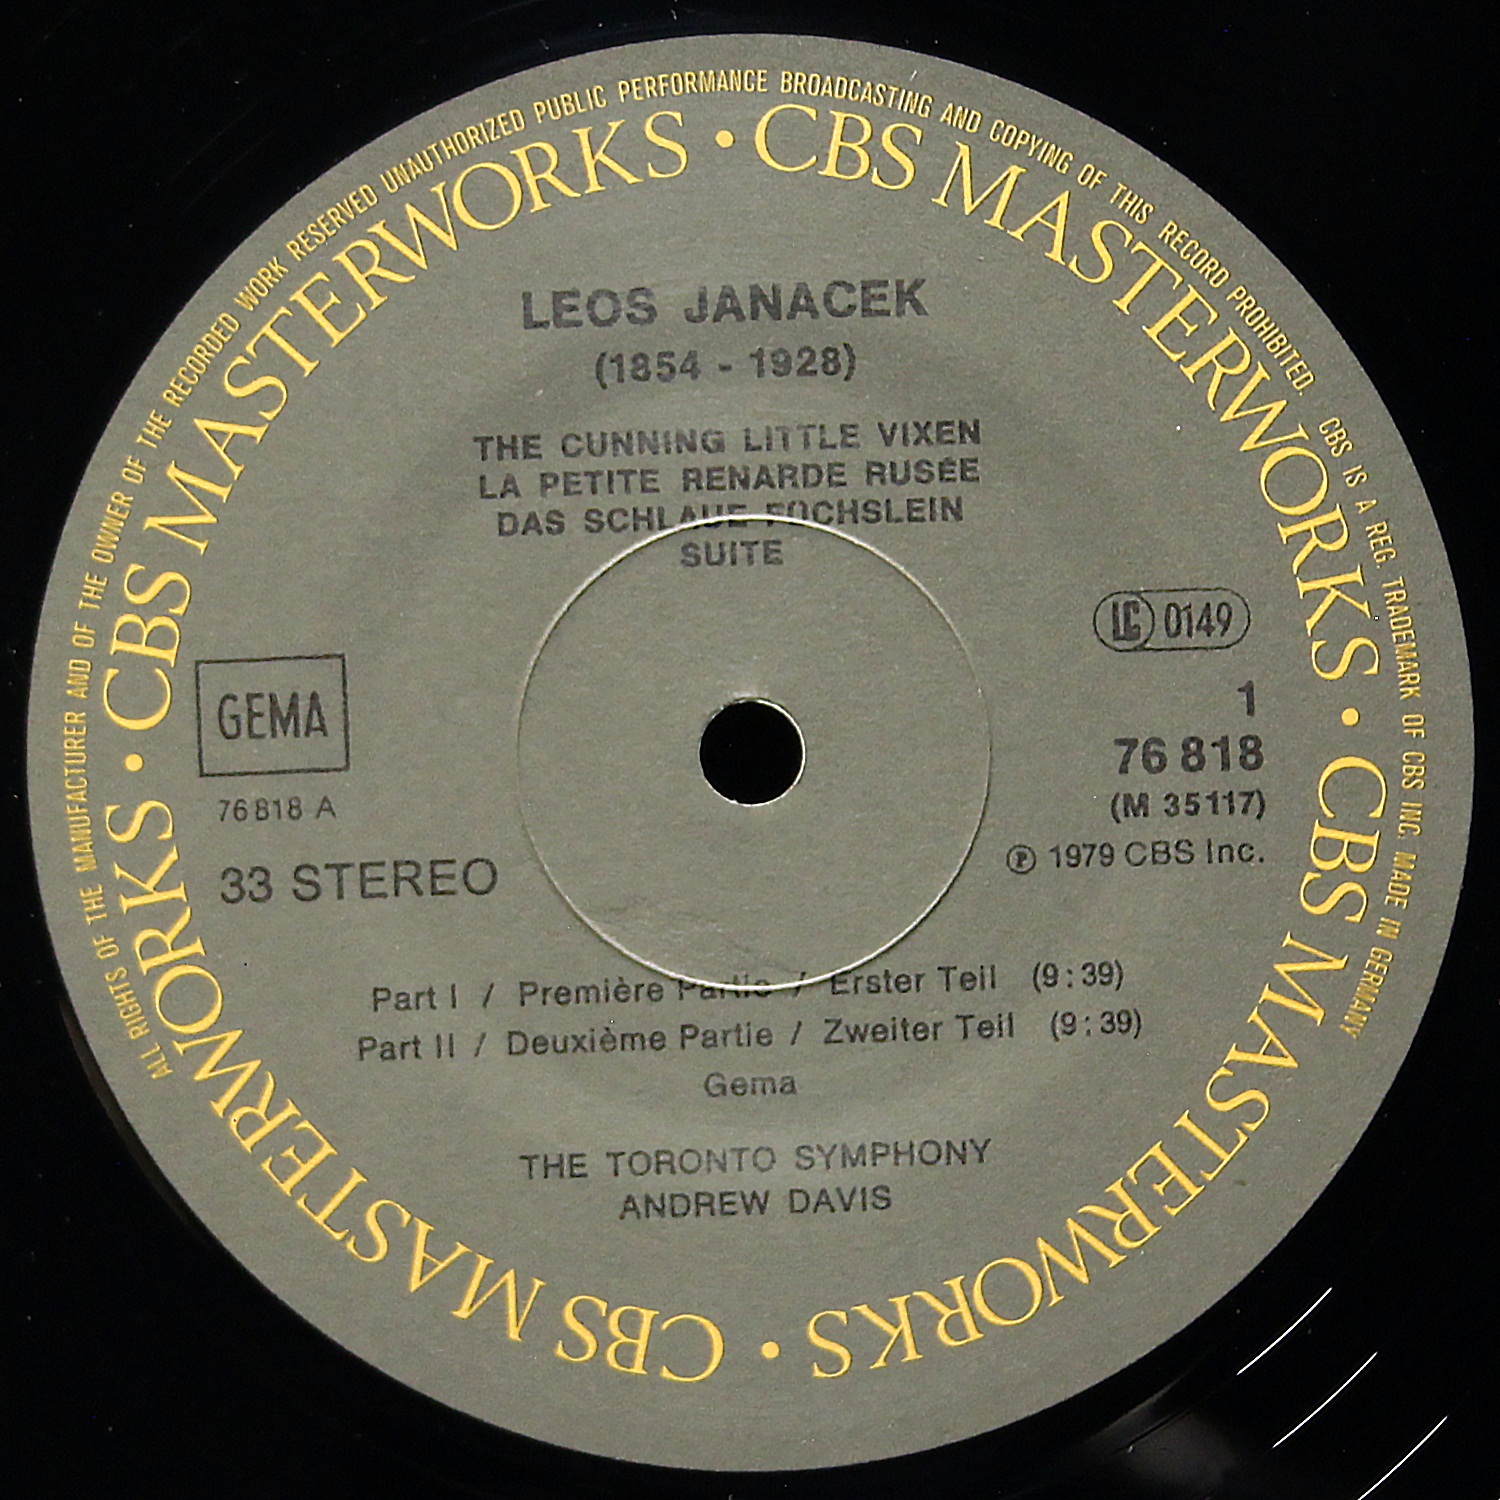 ALL RIGHTS OF THE MANUFACTURER AND OF THE OWNER OF THE RECORDED WORK RESERVED UNAUTHORIZED PUBLIC PERFORMANCE BROADCASTING AND COPYING OF THIS RECORD PROHIBITED. CBS IS A REG. TRADEMARK OF CBS INC. MADE IN GERMANY
CBS MASTERWORKS • CBS MASTERWORKS • CBS MASTERWORKS • CBS MASTERWORKS •
LEOS JANACEK
(1854 - 1928)
THE CUNNING LITTLE VIXEN
LA PETITE RENARDE RUSÉE
DAS SCHLAUE FÜCHSLEIN
SUITE
LC 0149
GEMA
1
76 818
76 818 A
(M 35117)
33 STEREO
℗ 1979 CBS Inc.
Part I / Première Partie / Erster Teil (9:39)
Part II / Deuxième Partie / Zweiter Teil (9:39)
Gema
THE TORONTO SYMPHONY
ANDREW DAVIS